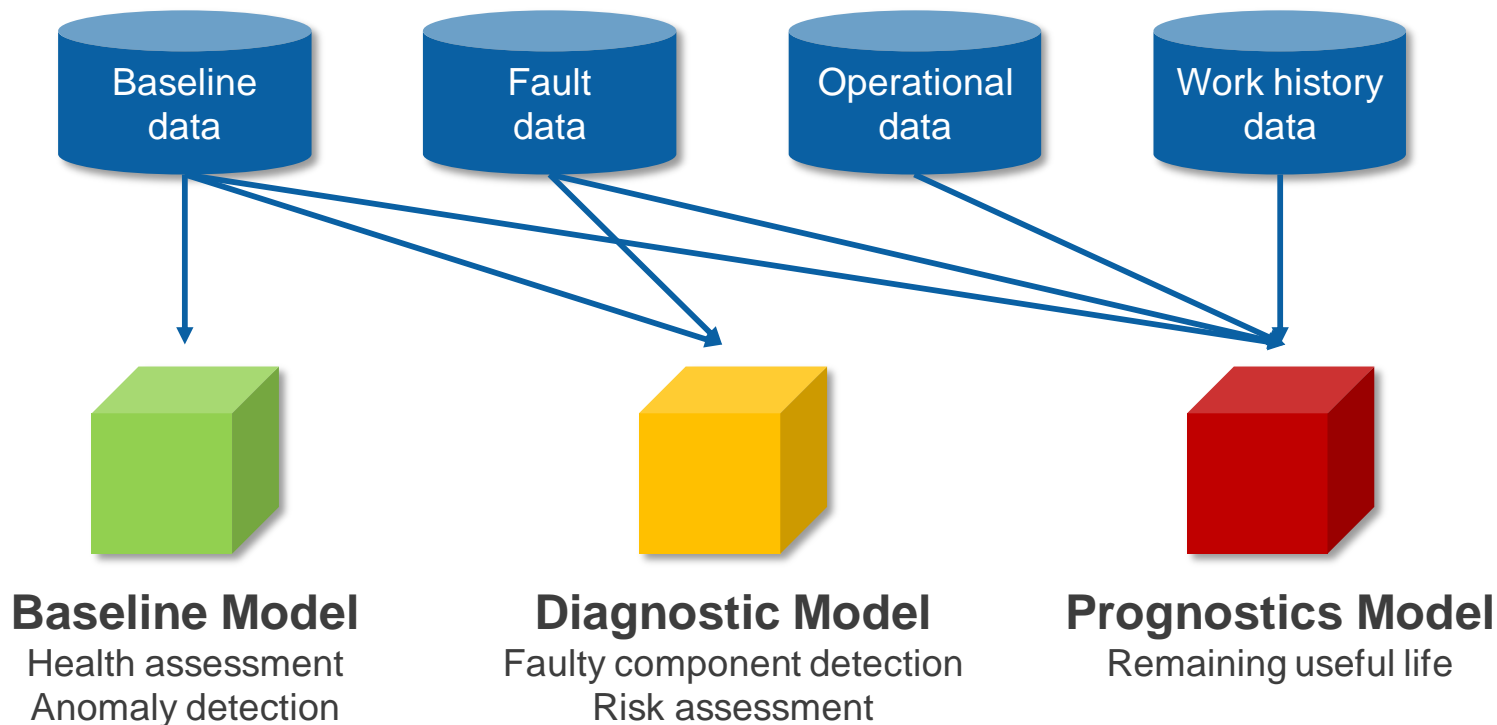 Baseline
data
Fault
data
Operational
data
Work history
data
Baseline Model
Health assessment
Anomaly detection
Diagnostic Model
Faulty component detection
Risk assessment
Prognostics Model
Remaining useful life